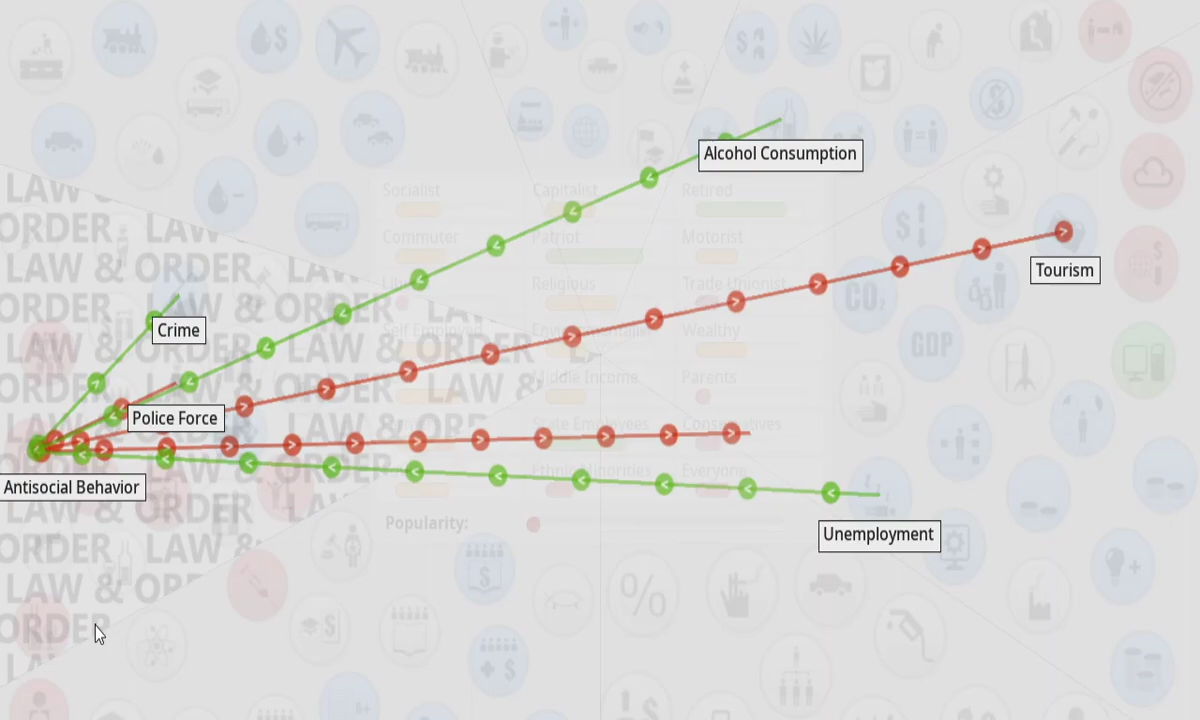 Alcohol Consumption
LAW & ORDER
Socialist Capitalist Retired
Commuter Patriot Motorist
Tourism
Religious Trade Unionist
CO₂
Crime
Self Employed Wealthy
GDP
Middle Income Parents
Police Force
State Employees Conservatives
Ethnic Minorities Everyone
Antisocial Behavior
Popularity:
Unemployment
%